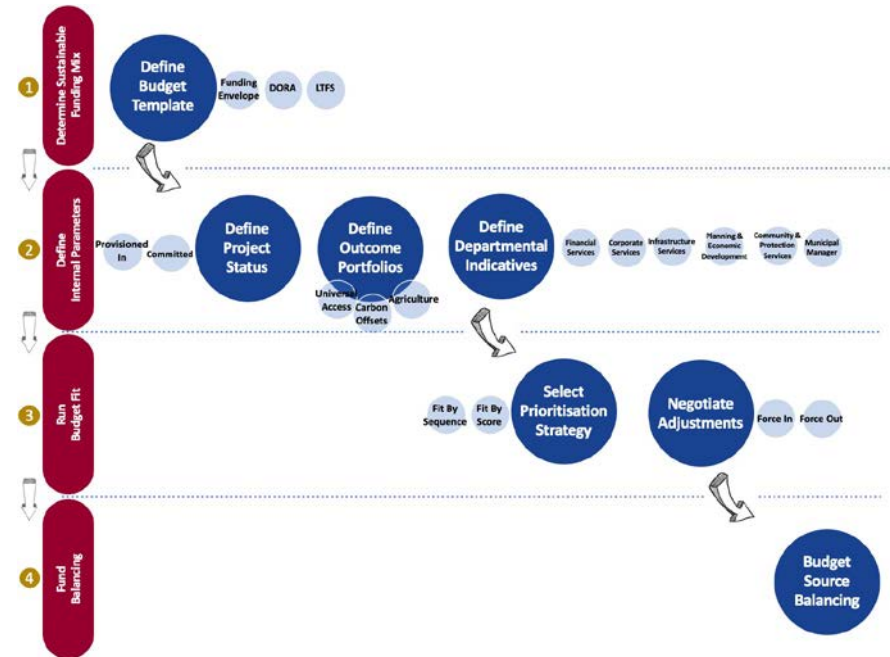 1
Determine Sustainable
Funding Mix
Define
Budget
Template
Funding
Envelope
DORA
LTFS
2
Define
Internal Parameters
Provisioned
In
Committed
Define
Project
Status
Define
Outcome
Portfolios
Universal
Access
Carbon
Offsets
Agriculture
Define
Departmental
Indicatives
Financial
Services
Corporate
Services
Infrastructure
Services
Planning &
Economic
Development
Community &
Protection
Services
Municipal
Manager
3
Run
Budget Fit
Fit By
Sequence
Fit By
Score
Select
Prioritisation
Strategy
Negotiate
Adjustments
Force In
Force Out
4
Fund
Balancing
Budget
Source
Balancing